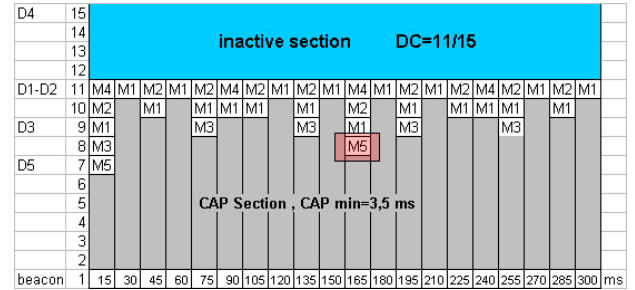 D4 15
14
inactive section DC=11/15
13
12
D1-D2 11 M4 M1 M2 M1 M2 M4 M2 M1 M2 M1 M4 M1 M2 M1 M2 M4 M2 M1 M2 M1
10 M2 M1 M1 M1 M1 M1 M2 M1 M1 M1 M1 M1
D3 9 M1 M3 M3 M1 M3 M3
8 M3 M5
D5 7 M5
6
5
CAP Section , CAP min=3,5 ms
4
3
2
beacon 1 15 30 45 60 75 90 105 120 135 150 165 180 195 210 225 240 255 270 285 300 ms